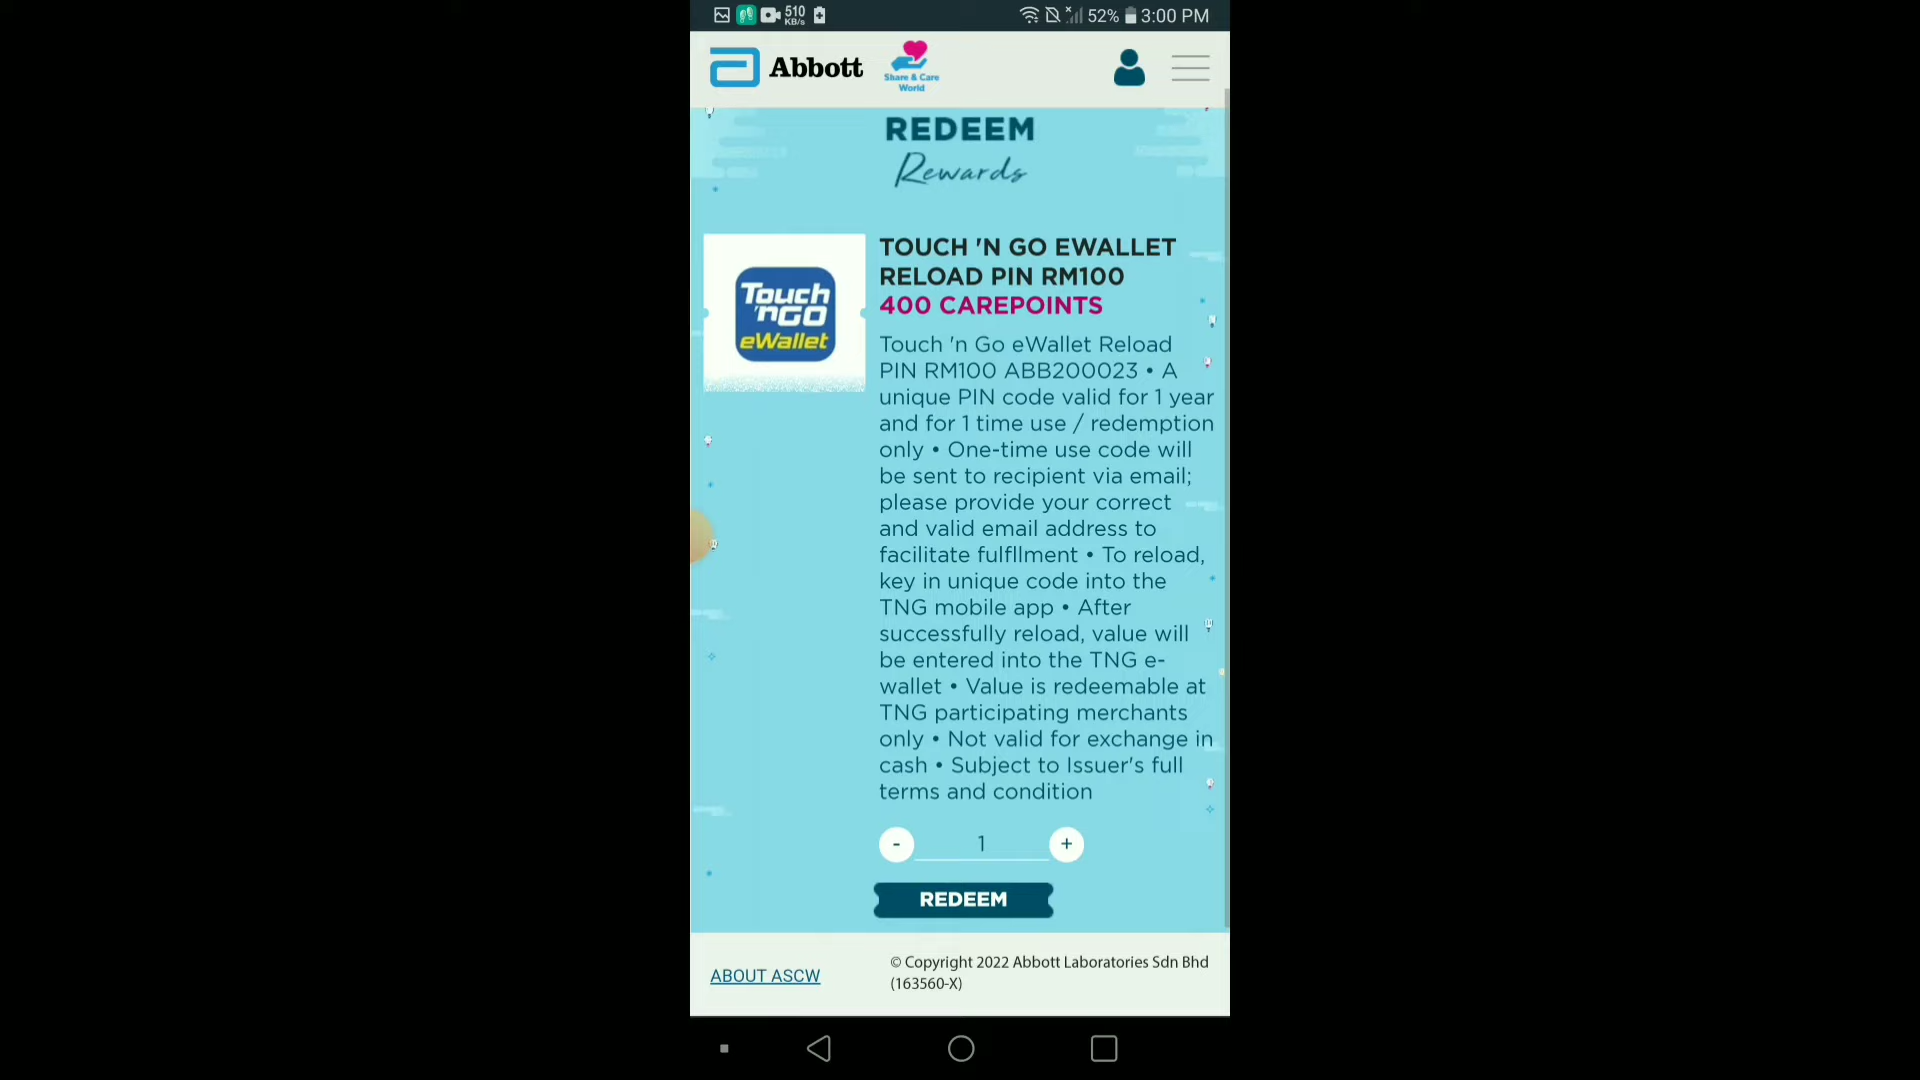 510
KB/s
52%
3:00 PM
Abbott
Share & Care
World
REDEEM
Rewards
Touch
'nGO
eWallet
TOUCH 'N GO EWALLET
RELOAD PIN RM100
400 CAREPOINTS
Touch 'n Go eWallet Reload
PIN RM100 ABB200023 • A
unique PIN code valid for 1 year
and for 1 time use / redemption
only • One-time use code will
be sent to recipient via email;
please provide your correct
and valid email address to
facilitate fulfllment • To reload,
key in unique code into the
TNG mobile app • After
successfully reload, value will
be entered into the TNG e-
wallet • Value is redeemable at
TNG participating merchants
only • Not valid for exchange in
cash • Subject to Issuer's full
terms and condition
- 1 +
REDEEM
ABOUT ASCW
© Copyright 2022 Abbott Laboratories Sdn Bhd
(163560-X)